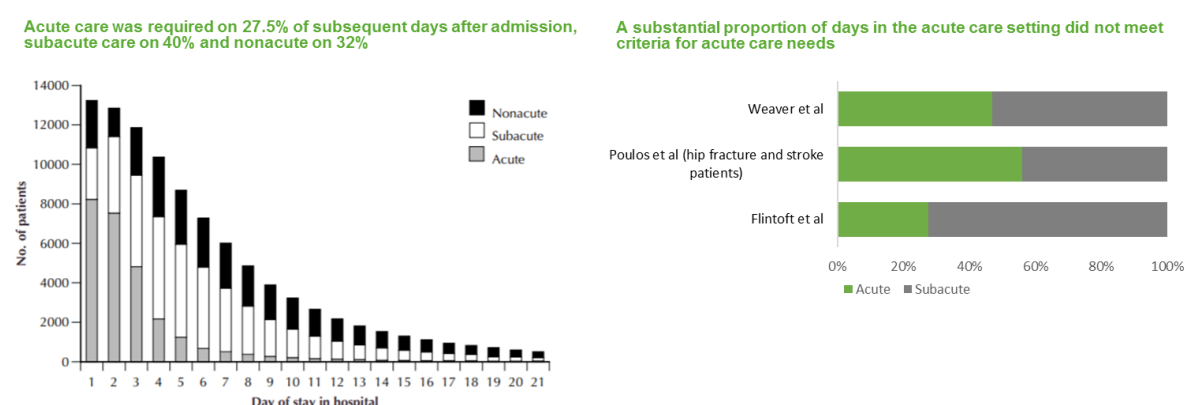 Acute care was required on 27.5% of subsequent days after admission,
subacute care on 40% and nonacute on 32%
14000
12000
10000
8000
6000
4000
2000
0
No. of patients
Nonacute
Subacute
Acute
1 2 3 4 5 6 7 8 9 10 11 12 13 14 15 16 17 18 19 20 21
Day of stay in hospital
A substantial proportion of days in the acute care setting did not meet
criteria for acute care needs
Weaver et al
Poulos et al (hip fracture and stroke
patients)
Flintoft et al
0% 20% 40% 60% 80% 100%
Acute Subacute